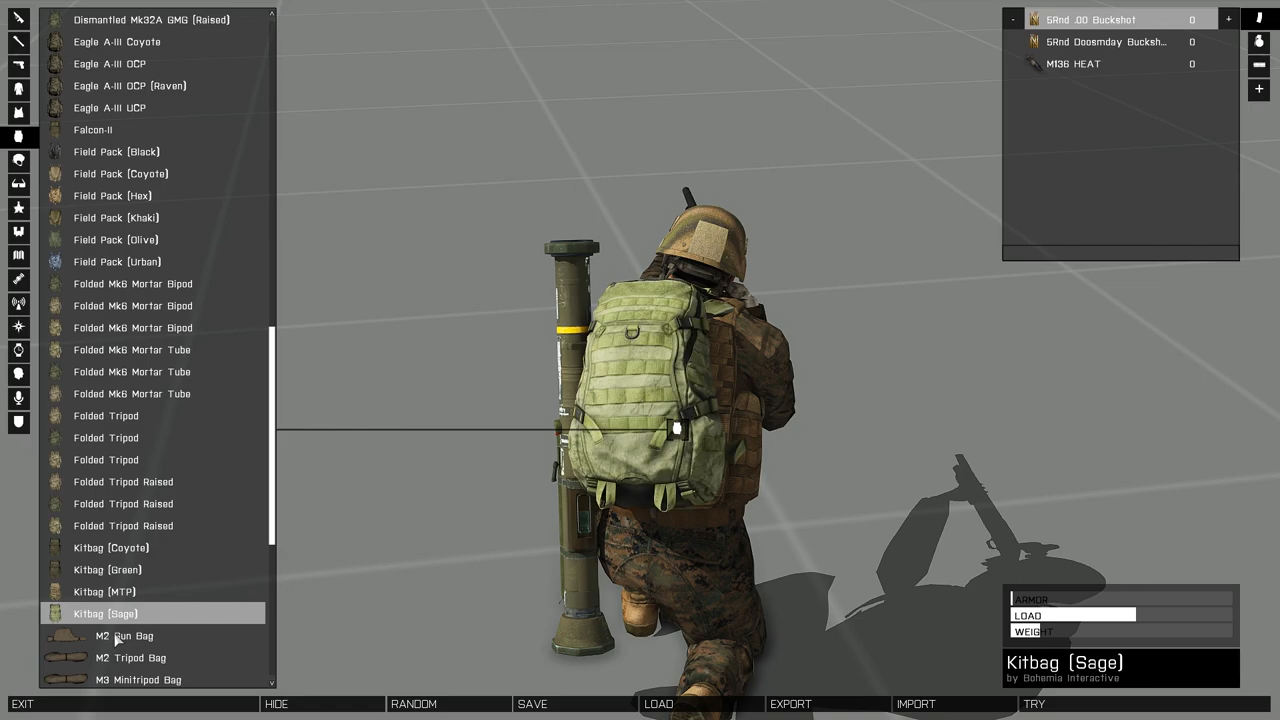 Dismantled Mk32A GMG (Raised)
Eagle A-III Coyote
Eagle A-III OCP
Eagle A-III OCP (Raven)
Eagle A-III UCP
Falcon-II
Field Pack (Black)
Field Pack (Coyote)
Field Pack (Hex)
Field Pack (Khaki)
Field Pack (Olive)
Field Pack (Urban)
Folded Mk6 Mortar Bipod
Folded Mk6 Mortar Bipod
Folded Mk6 Mortar Bipod
Folded Mk6 Mortar Tube
Folded Mk6 Mortar Tube
Folded Mk6 Mortar Tube
Folded Tripod
Folded Tripod
Folded Tripod
Folded Tripod Raised
Folded Tripod Raised
Folded Tripod Raised
Kitbag (Coyote)
Kitbag (Green)
Kitbag (MTP)
Kitbag (Sage)
M2 Gun Bag
M2 Tripod Bag
M3 Minitripod Bag
- 5Rnd .00 Buckshot 0 +
5Rnd Doosmday Bucksh... 0
M136 HEAT 0
+
ARMOR
LOAD
WEIGHT
Kitbag (Sage)
by Bohemia Interactive
EXIT HIDE RANDOM SAVE LOAD EXPORT IMPORT TRY